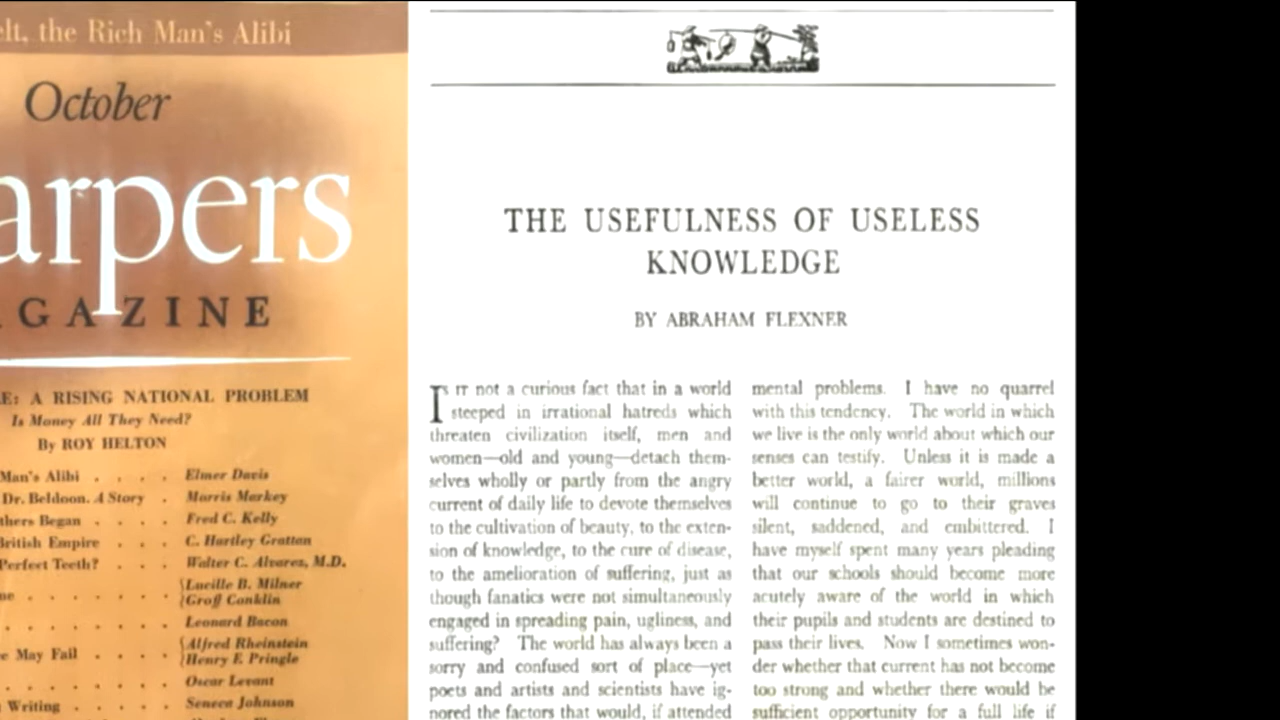 elt, the Rich Man's Alibi
October
arpers
AGAZINE
E: A RISING NATIONAL PROBLEM
Is Money All They Need?
By ROY HELTON
Man's Alibi . . . . Elmer Davis
Dr. Beldoon. A Story . Morris Markey
thers Began . . . . Fred C. Kelly
British Empire . . . C. Hartley Grattan
Perfect Teeth? . . . Walter C. Alvarez, M.D.
ne . . . . . . . {Lucille B. Milner
{Groff Conklin
. . . . . . . . Leonard Bacon
e May Fail . . . . {Alfred Rheinstein
{Henry F. Pringle
. . . . . . . . Oscar Levant
Writing . . . . . Seneca Johnson
THE USEFULNESS OF USELESS
KNOWLEDGE
BY ABRAHAM FLEXNER
IS IT not a curious fact that in a world
steeped in irrational hatreds which
threaten civilization itself, men and
women—old and young—detach them-
selves wholly or partly from the angry
current of daily life to devote themselves
to the cultivation of beauty, to the exten-
sion of knowledge, to the cure of disease,
to the amelioration of suffering, just as
though fanatics were not simultaneously
engaged in spreading pain, ugliness, and
suffering? The world has always been a
sorry and confused sort of place—yet
poets and artists and scientists have ig-
nored the factors that would, if attended
mental problems. I have no quarrel
with this tendency. The world in which
we live is the only world about which our
senses can testify. Unless it is made a
better world, a fairer world, millions
will continue to go to their graves
silent, saddened, and embittered. I
have myself spent many years pleading
that our schools should become more
acutely aware of the world in which
their pupils and students are destined to
pass their lives. Now I sometimes won-
der whether that current has not become
too strong and whether there would be
sufficient opportunity for a full life if